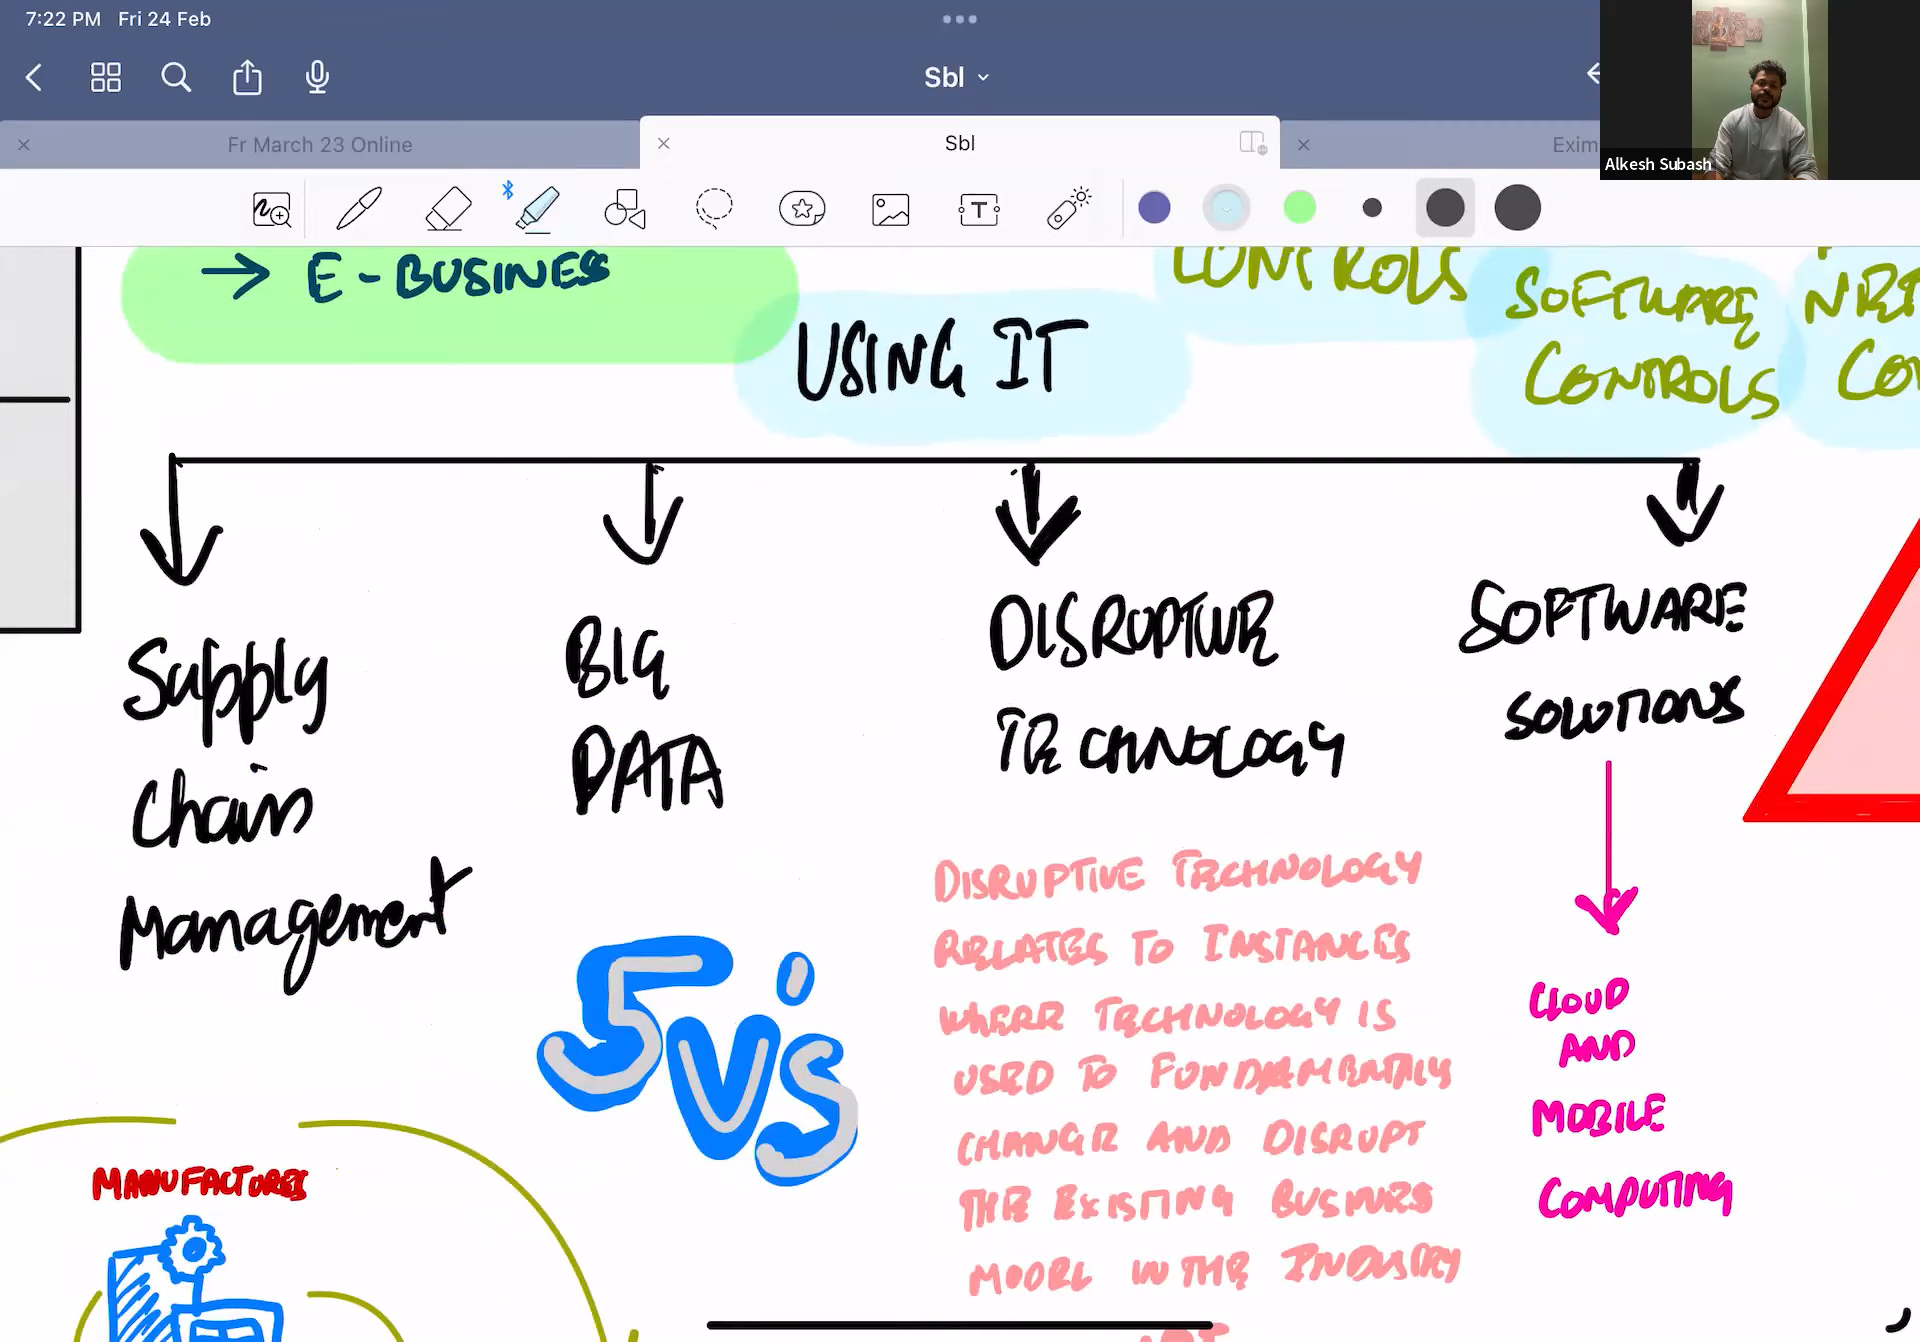 7:22 PM Fri 24 Feb
Sbl
Fr March 23 Online
Sbl
Exim
Alkesh Subash
→ E-BUSINESS
USING IT
CONTROLS
SOFTWARE
CONTROLS
Supply
Chain
Management
BIG
DATA
5V's
DISRUPTIVE
TECHNOLOGY
DISRUPTIVE TECHNOLOGY
RELATES TO INSTANCES
WHERE TECHNOLOGY IS
USED TO FUNDAMENTALLY
CHANGE AND DISRUPT
THE EXISTING BUSINESS
MODEL IN THE INDUSTRY
SOFTWARE
SOLUTIONS
CLOUD
AND
MOBILE
COMPUTING
MANUFACTURES